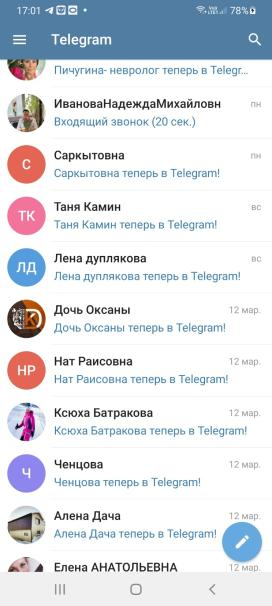 17:01
78%
Telegram
Пичугина- невролог теперь в Telegr...
ИвановаНадеждаМихайловн
пн
Входящий звонок (20 сек.)
С
Саркытовна
пн
Саркытовна теперь в Telegram!
ТК
Таня Камин
вс
Таня Камин теперь в Telegram!
ЛД
Лена дуплякова
вс
Лена дуплякова теперь в Telegram!
Дочь Оксаны
12 мар.
Дочь Оксаны теперь в Telegram!
НР
Нат Раисовна
12 мар.
Нат Раисовна теперь в Telegram!
Ксюха Батракова
12 мар.
Ксюха Батракова теперь в Telegram!
Ч
Ченцова
12 мар.
Ченцова теперь в Telegram!
Алена Дача
12 мар.
Алена Дача теперь в Telegram!
Елена АНАТОЛЬЕВНА
12 мар.